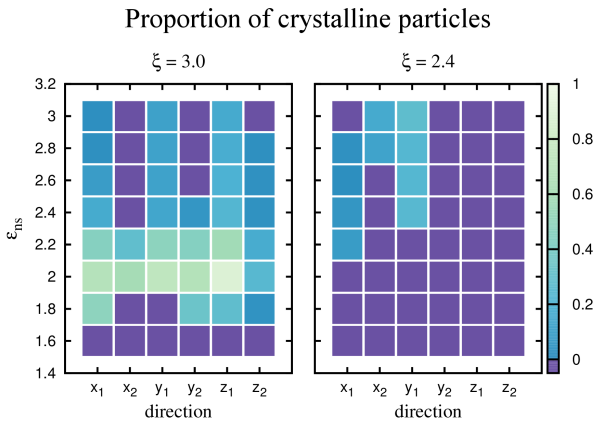 Proportion of crystalline particles
ξ = 3.0
ξ = 2.4
3.2
3
2.8
2.6
2.4
2.2
2
1.8
1.6
1.4
εns
x1 x2 y1 y2 z1 z2
direction
x1 x2 y1 y2 z1 z2
direction
1
0.8
0.6
0.4
0.2
0